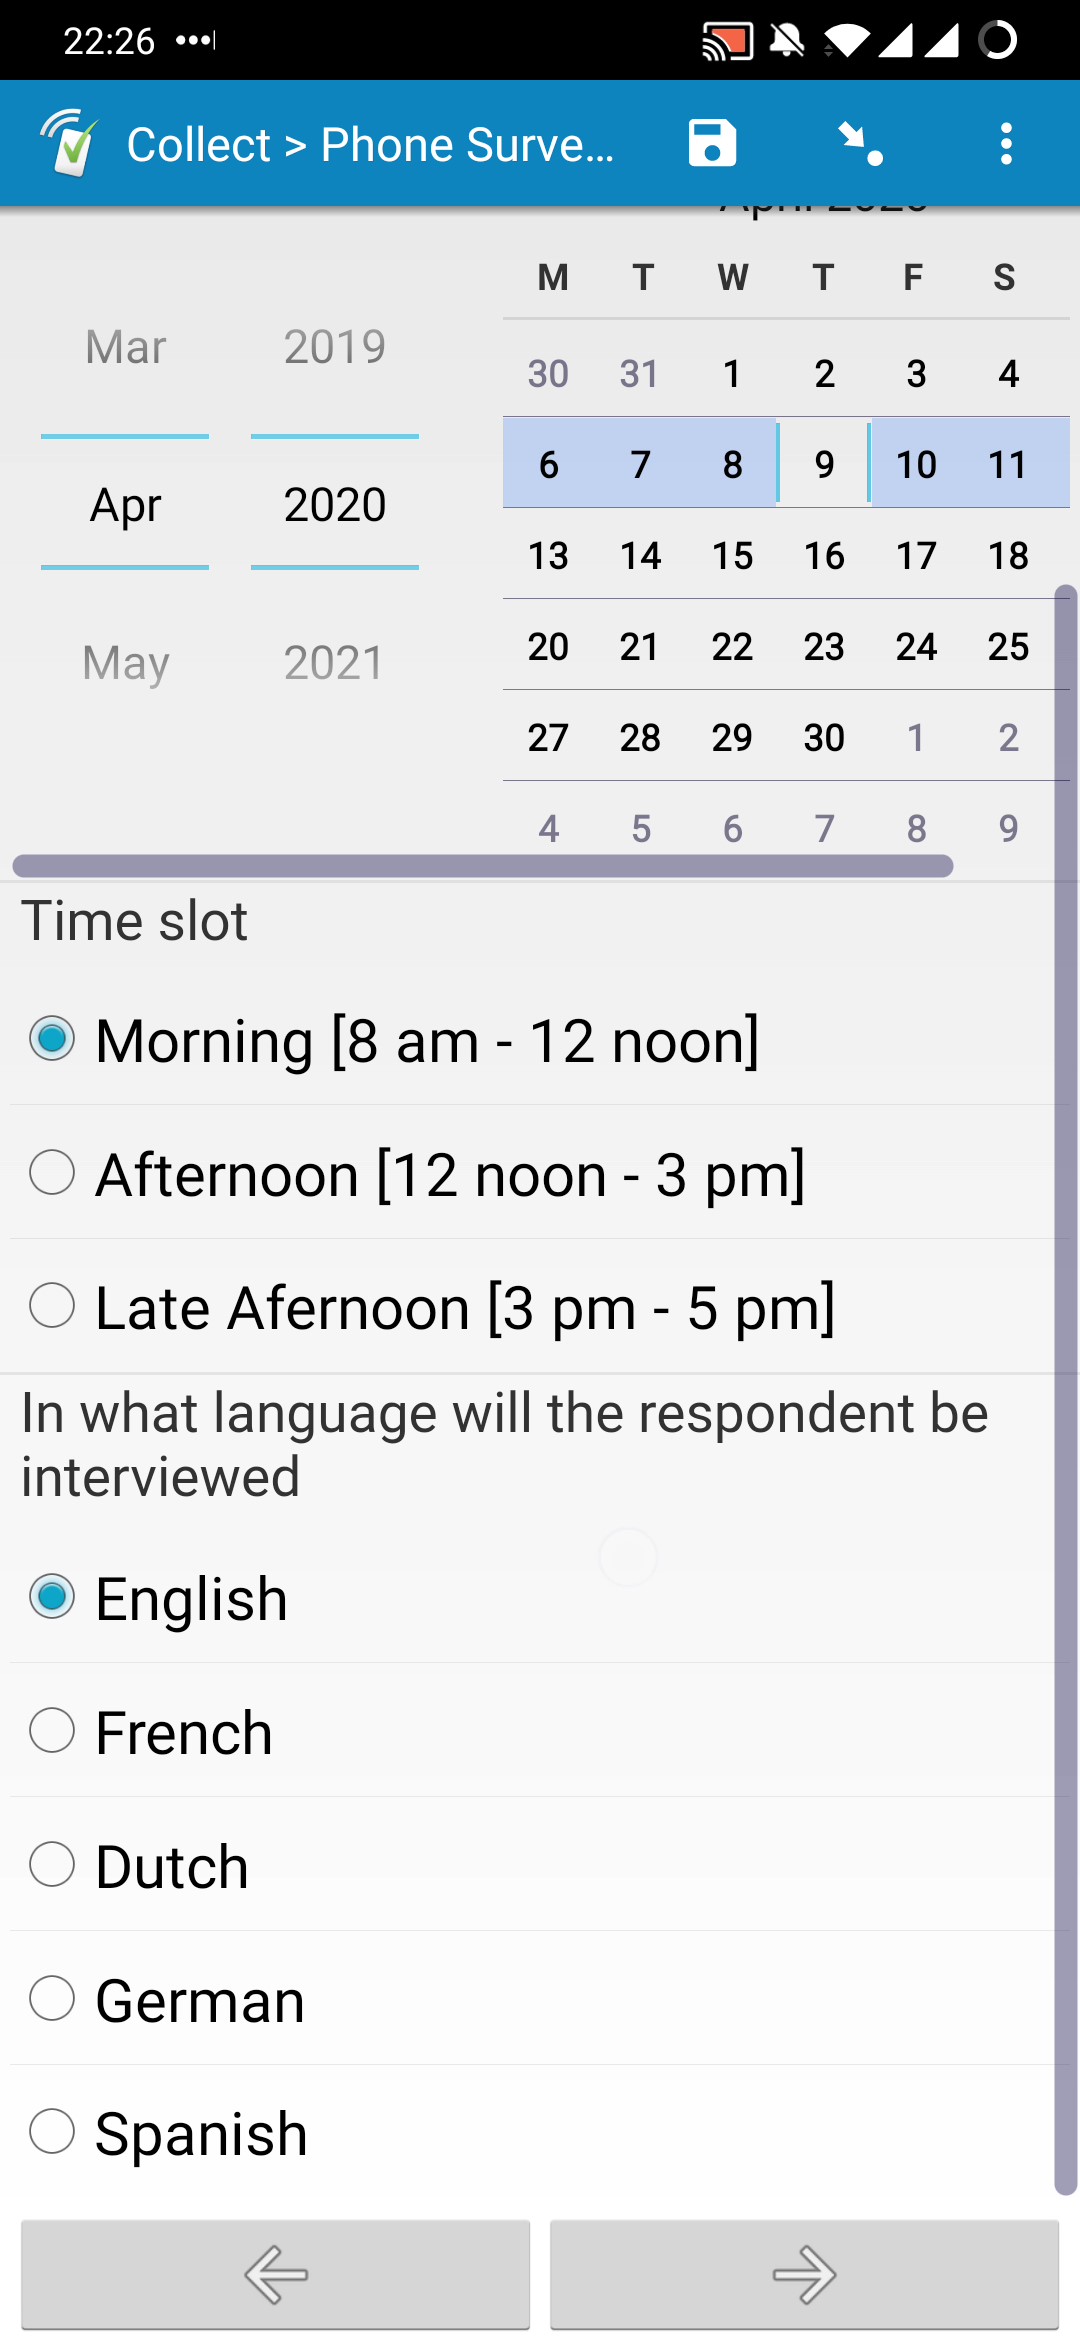 22:26
Collect > Phone Surve...
April 2020
M T W T F S
Mar 2019
30 31 1 2 3 4
6 7 8 9 10 11
Apr 2020
13 14 15 16 17 18
20 21 22 23 24 25
May 2021
27 28 29 30 1 2
4 5 6 7 8 9
Time slot
Morning [8 am - 12 noon]
Afternoon [12 noon - 3 pm]
Late Afernoon [3 pm - 5 pm]
In what language will the respondent be
interviewed
English
French
Dutch
German
Spanish